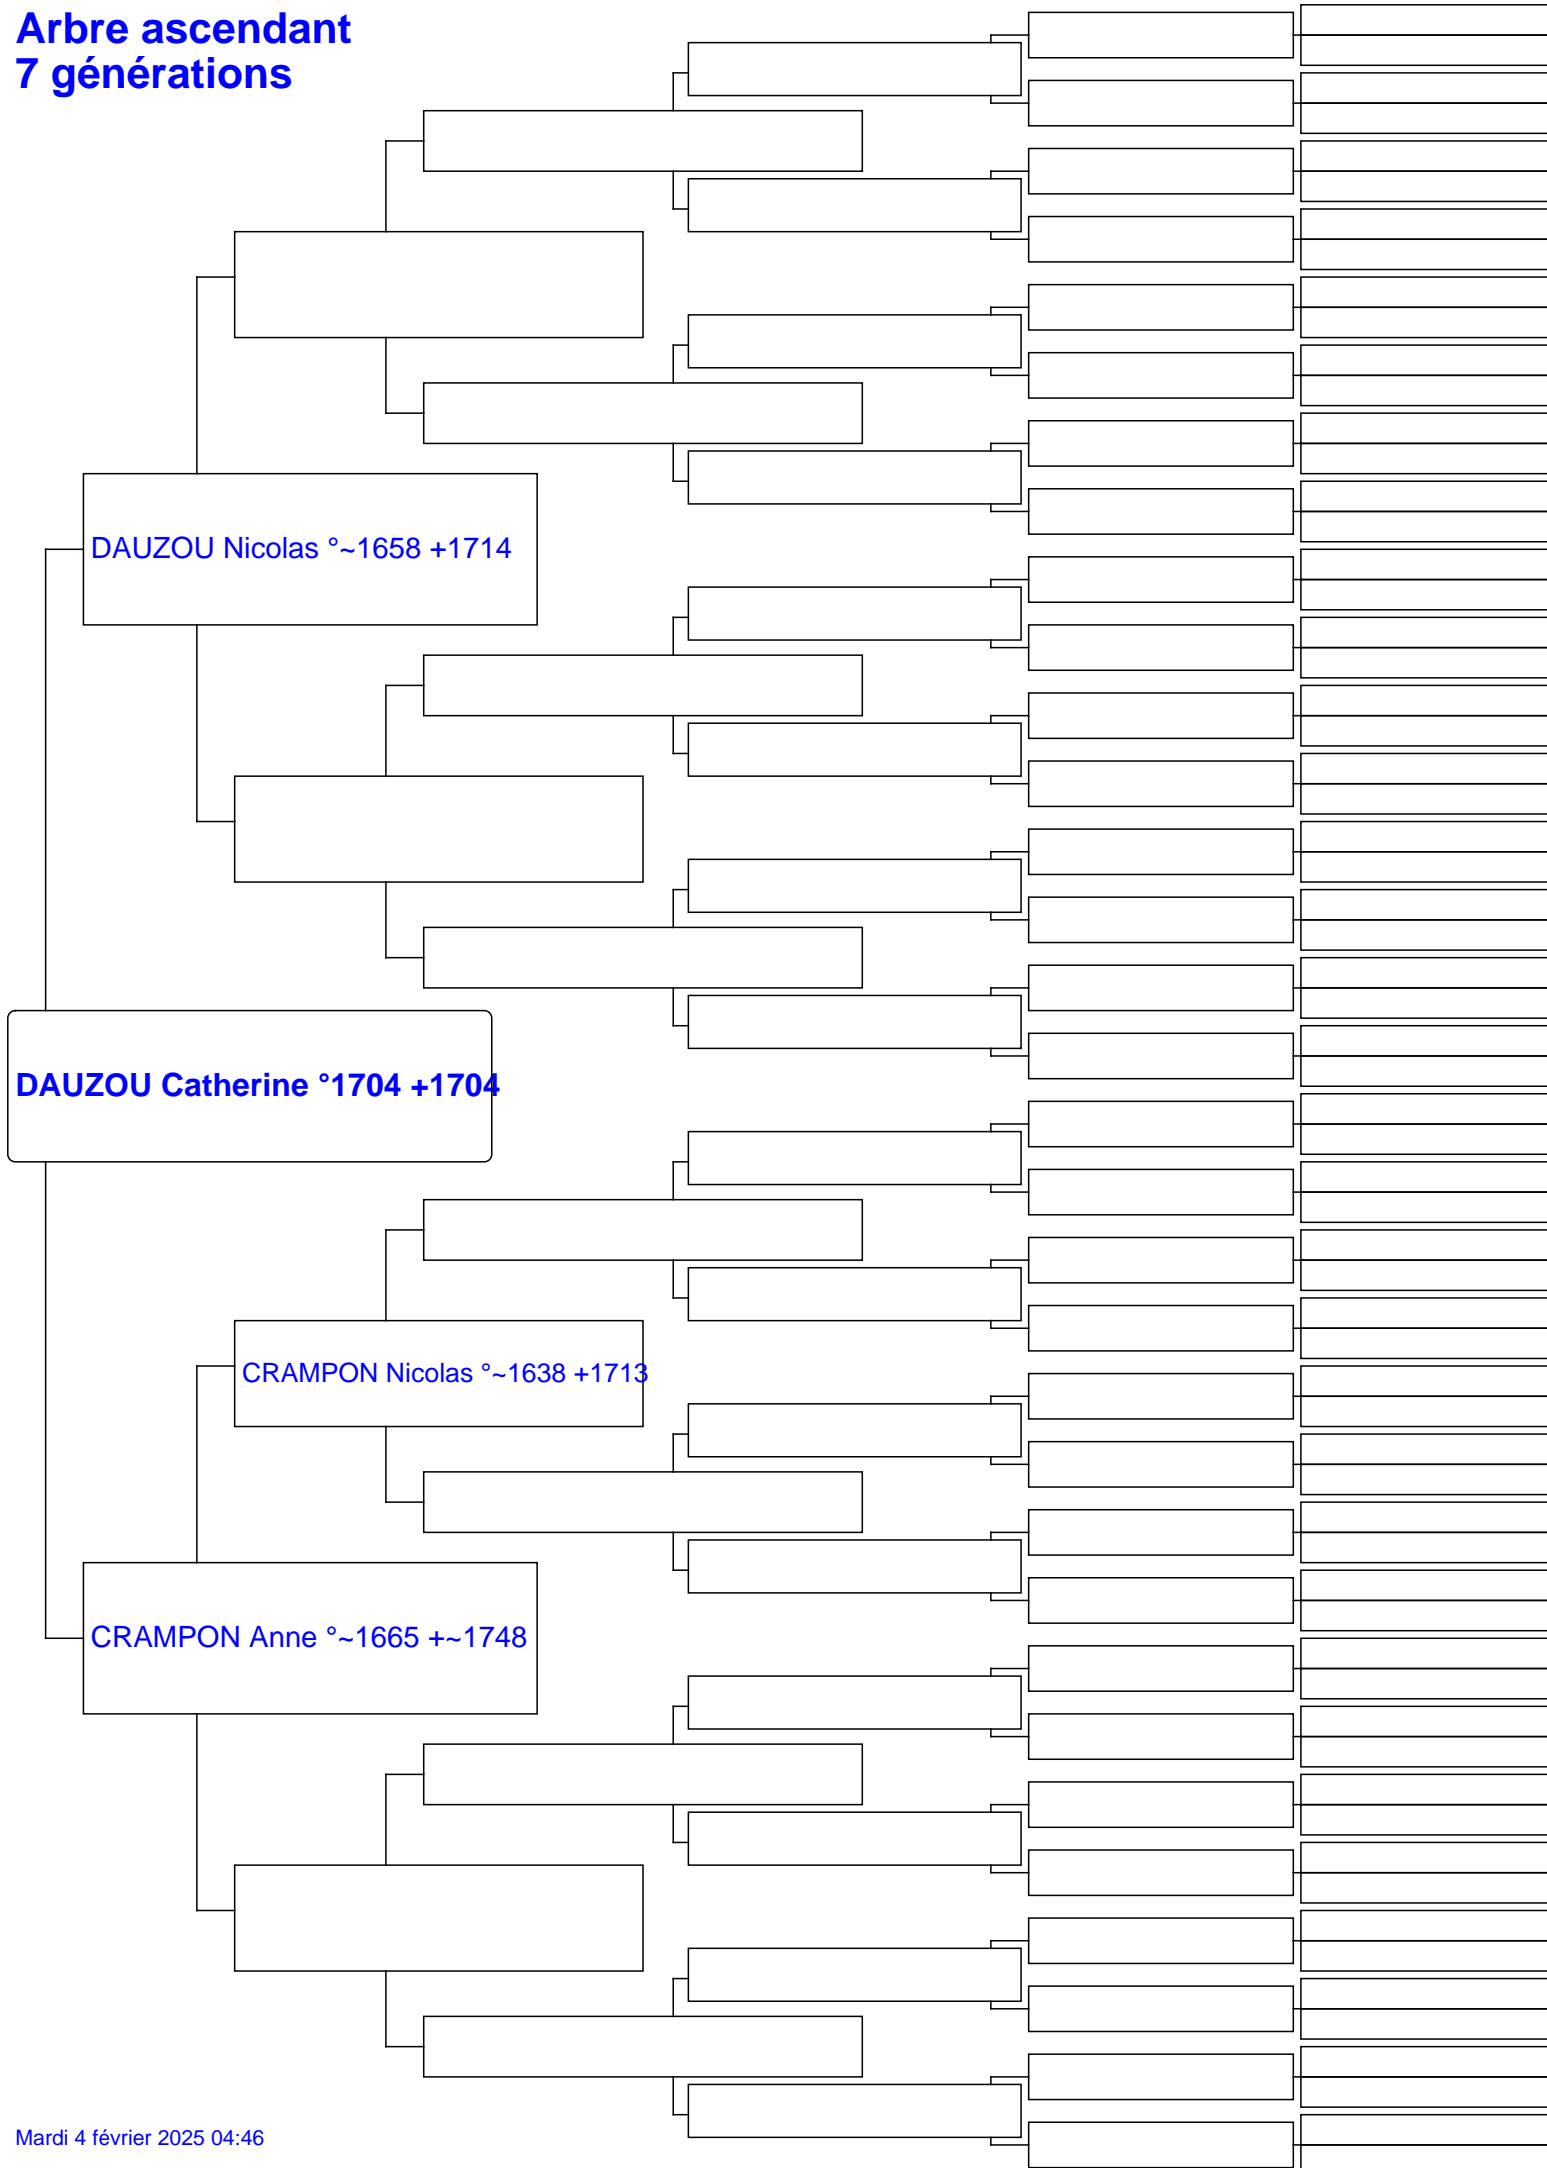 Arbre ascendant
7 générations
DAUZOU Nicolas °~1658 +1714
DAUZOU Catherine °1704 +1704
CRAMPON Nicolas °~1638 +1713
CRAMPON Anne °~1665 +~1748
Mardi 4 février 2025 04:46